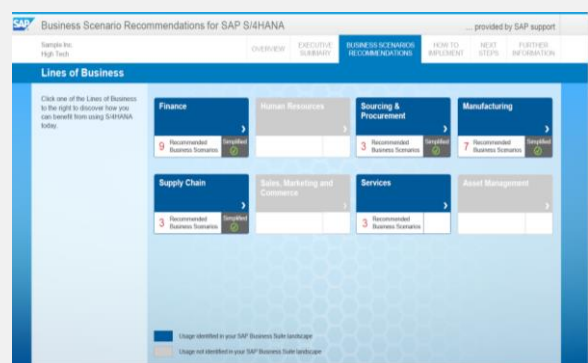 SAP
Business Scenario Recommendations for SAP S/4HANA
... provided by SAP support
Sample Inc.
High Tech
OVERVIEW
EXECUTIVE
SUMMARY
BUSINESS SCENARIOS
RECOMMENDATIONS
HOW TO
IMPLEMENT
NEXT
STEPS
FURTHER
INFORMATION
Lines of Business
Click one of the Lines of Business
to the right to discover how you
can benefit from using S/4HANA
today.
Finance
9 Recommended
Business Scenarios
Simplified
Human Resources
Sourcing &
Procurement
3 Recommended
Business Scenarios
Simplified
Manufacturing
7 Recommended
Business Scenarios
Simplified
Supply Chain
3 Recommended
Business Scenarios
Simplified
Sales, Marketing and
Commerce
Services
3 Recommended
Business Scenarios
Asset Management
Usage identified in your SAP Business Suite landscape
Usage not identified in your SAP Business Suite landscape